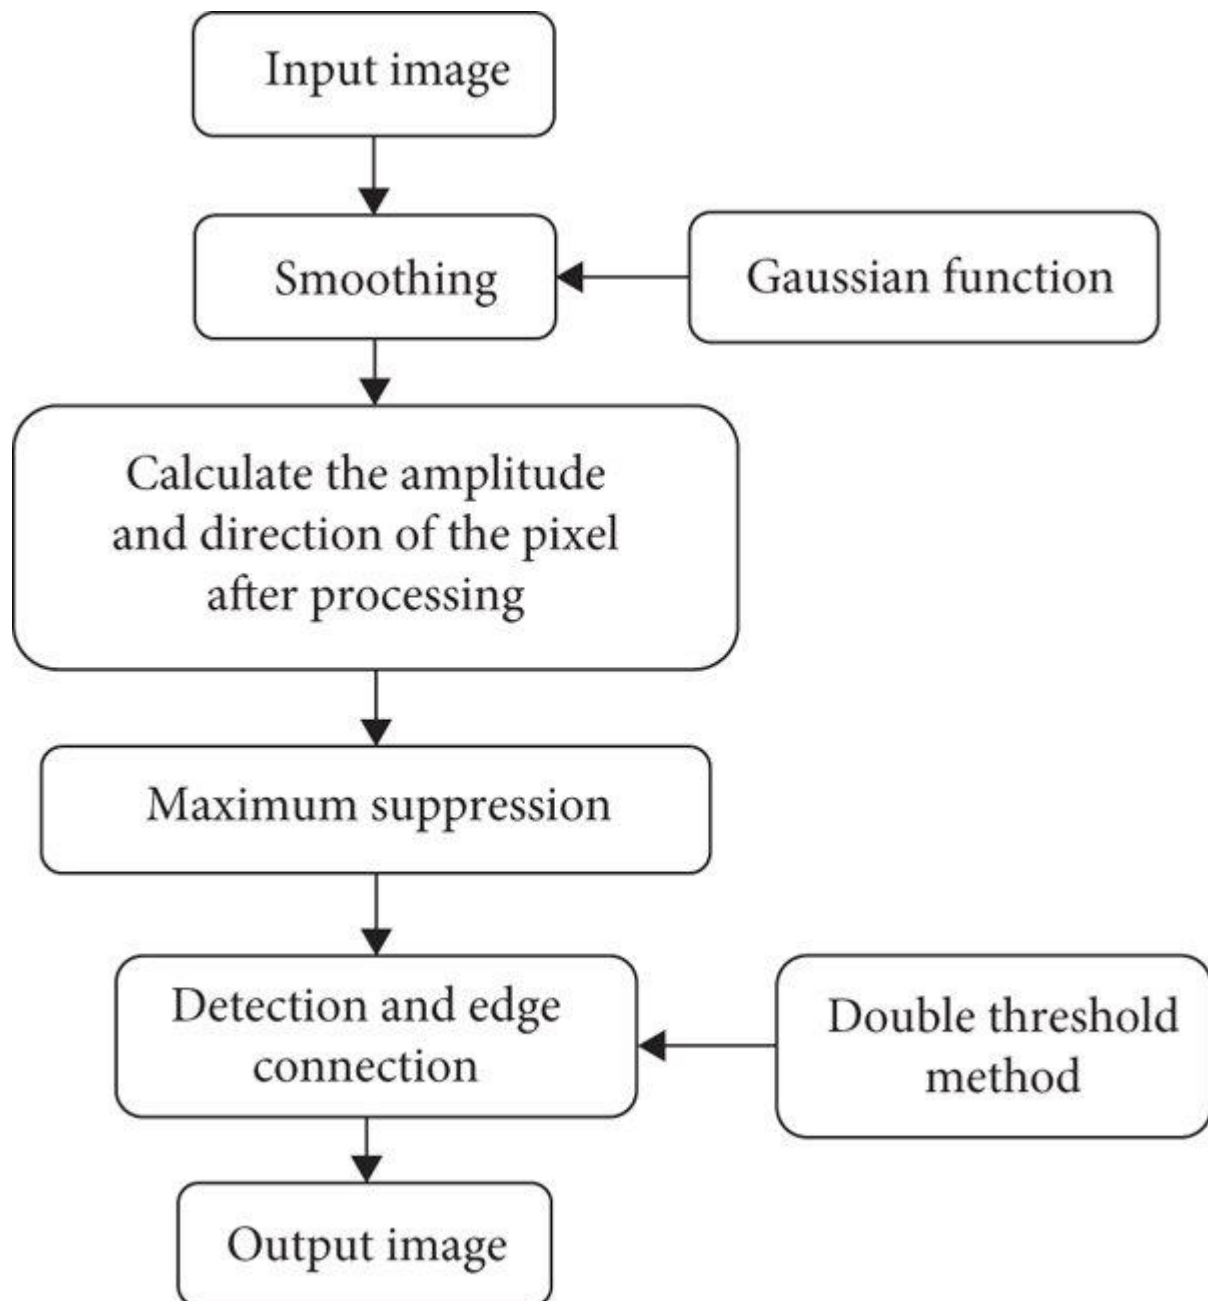 Input image
Smoothing
Gaussian function
Calculate the amplitude
and direction of the pixel
after processing
Maximum suppression
Detection and edge
connection
Double threshold
method
Output image